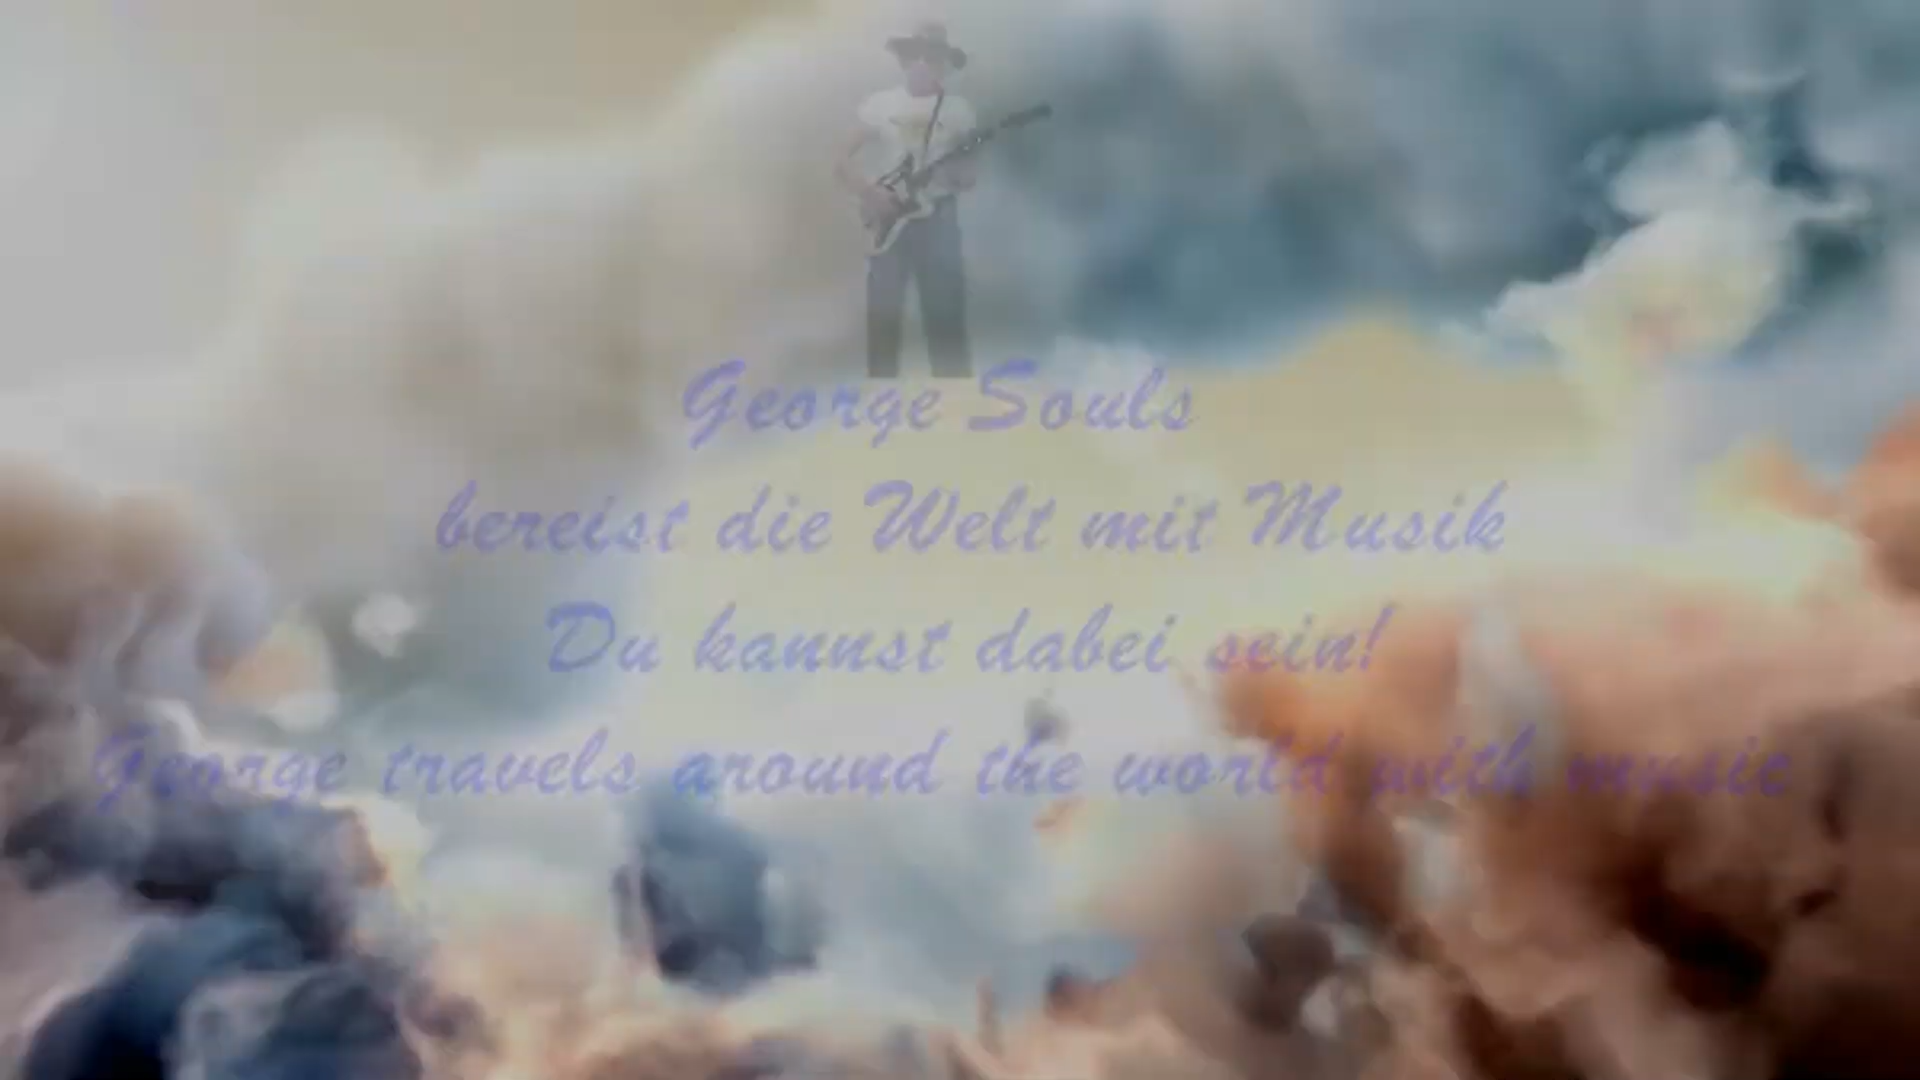 George Souls
bereist die Welt mit Musik
Du kannst dabei sein!
George travels around the world with music